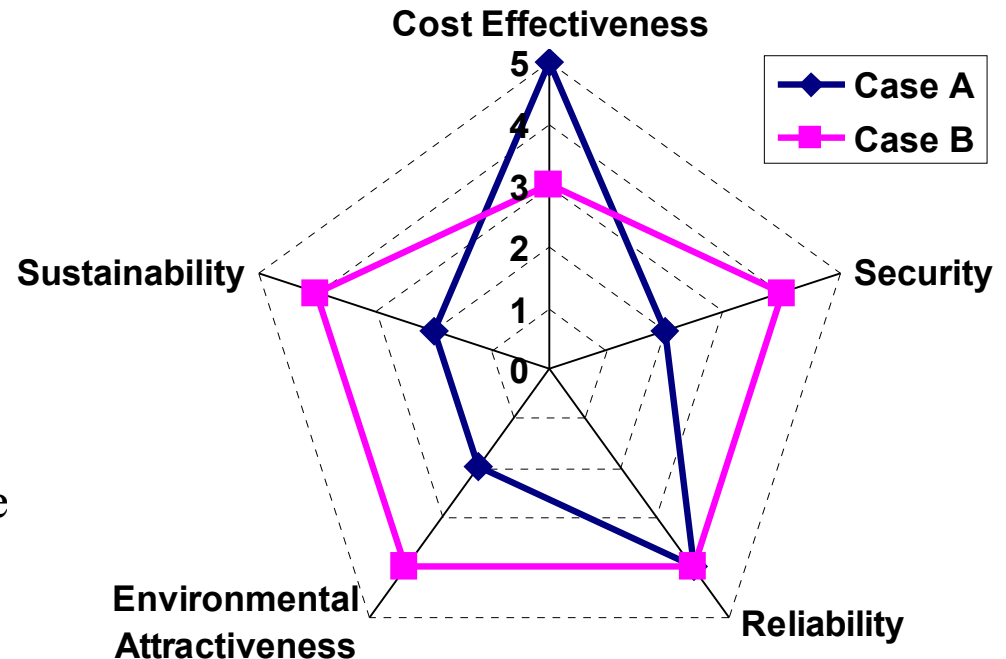 Cost Effectiveness
5
4
3
2
1
0
Case A
Case B
Sustainability
Security
e
Environmental
Attractiveness
Reliability